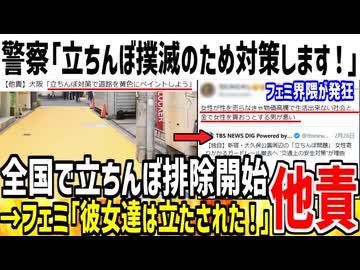 警察「立ちんぼ撲滅のため対策します！」
【他責】大阪「立ちんぼ対策で道路を黄色にペイントしよう」
フェミ界隈が発狂
女性が性を売らなきゃ物価高騰で生活出来ない社会と、
金で女性を買おうとする男が悪い
TBS NEWS DIG Powered by...
2月26日
【独自】新宿・大久保公園周辺の「立ちんぼ問題」
全国で立ちんぼ排除開始
→フェミ「彼女達は立たされた！」
他責